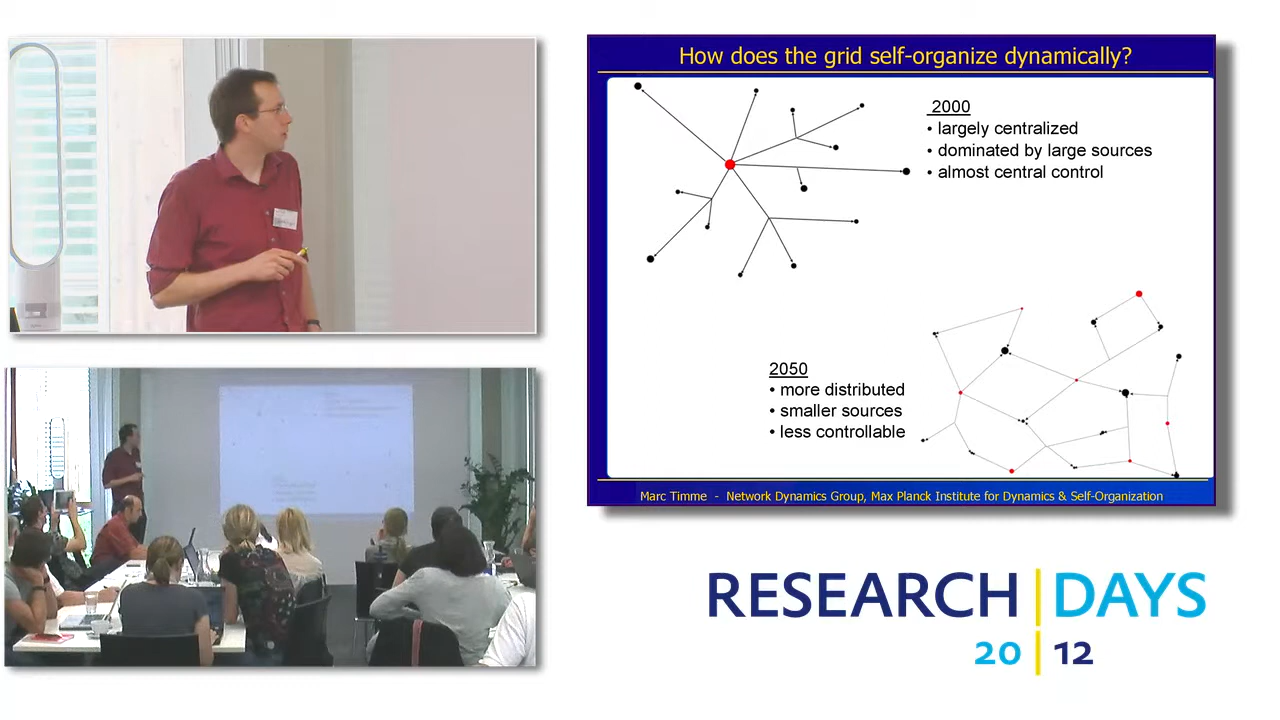 How does the grid self-organize dynamically?
2000
• largely centralized
• dominated by large sources
• almost central control
2050
• more distributed
• smaller sources
• less controllable
Marc Timme - Network Dynamics Group, Max Planck Institute for Dynamics & Self-Organization
RESEARCH DAYS
20 12